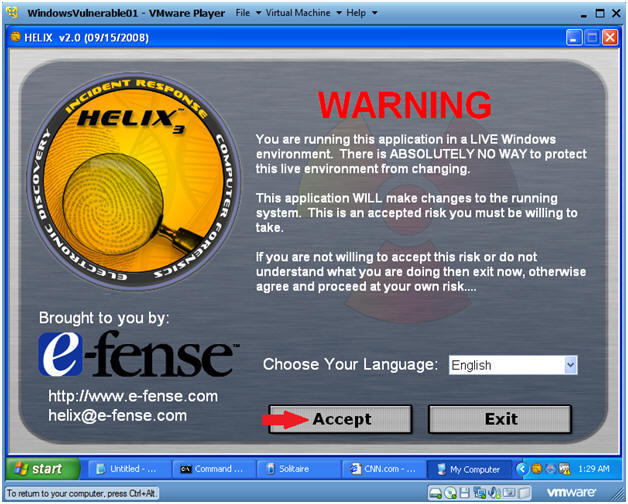 WindowsVulnerable01 - VMware Player File Virtual Machine Help
HELIX v2.0 (09/15/2008)
INCIDENT RESPONSE
COMPUTER FORENSICS
ELECTRONIC DISCOVERY
HELIX3™
WARNING
You are running this application in a LIVE Windows
environment. There is ABSOLUTELY NO WAY to protect
this live environment from changing.
This application WILL make changes to the running
system. This is an accepted risk you must be willing to
take.
If you are not willing to accept this risk or do not
understand what you are doing then exit now, otherwise
agree and proceed at your own risk....
Brought to you by:
e-fense™
http://www.e-fense.com
helix@e-fense.com
Choose Your Language: English
Accept Exit
start Untitled - ... Command ... Solitaire CNN.com - ... My Computer 1:29 AM
To return to your computer, press Ctrl+Alt. vmware